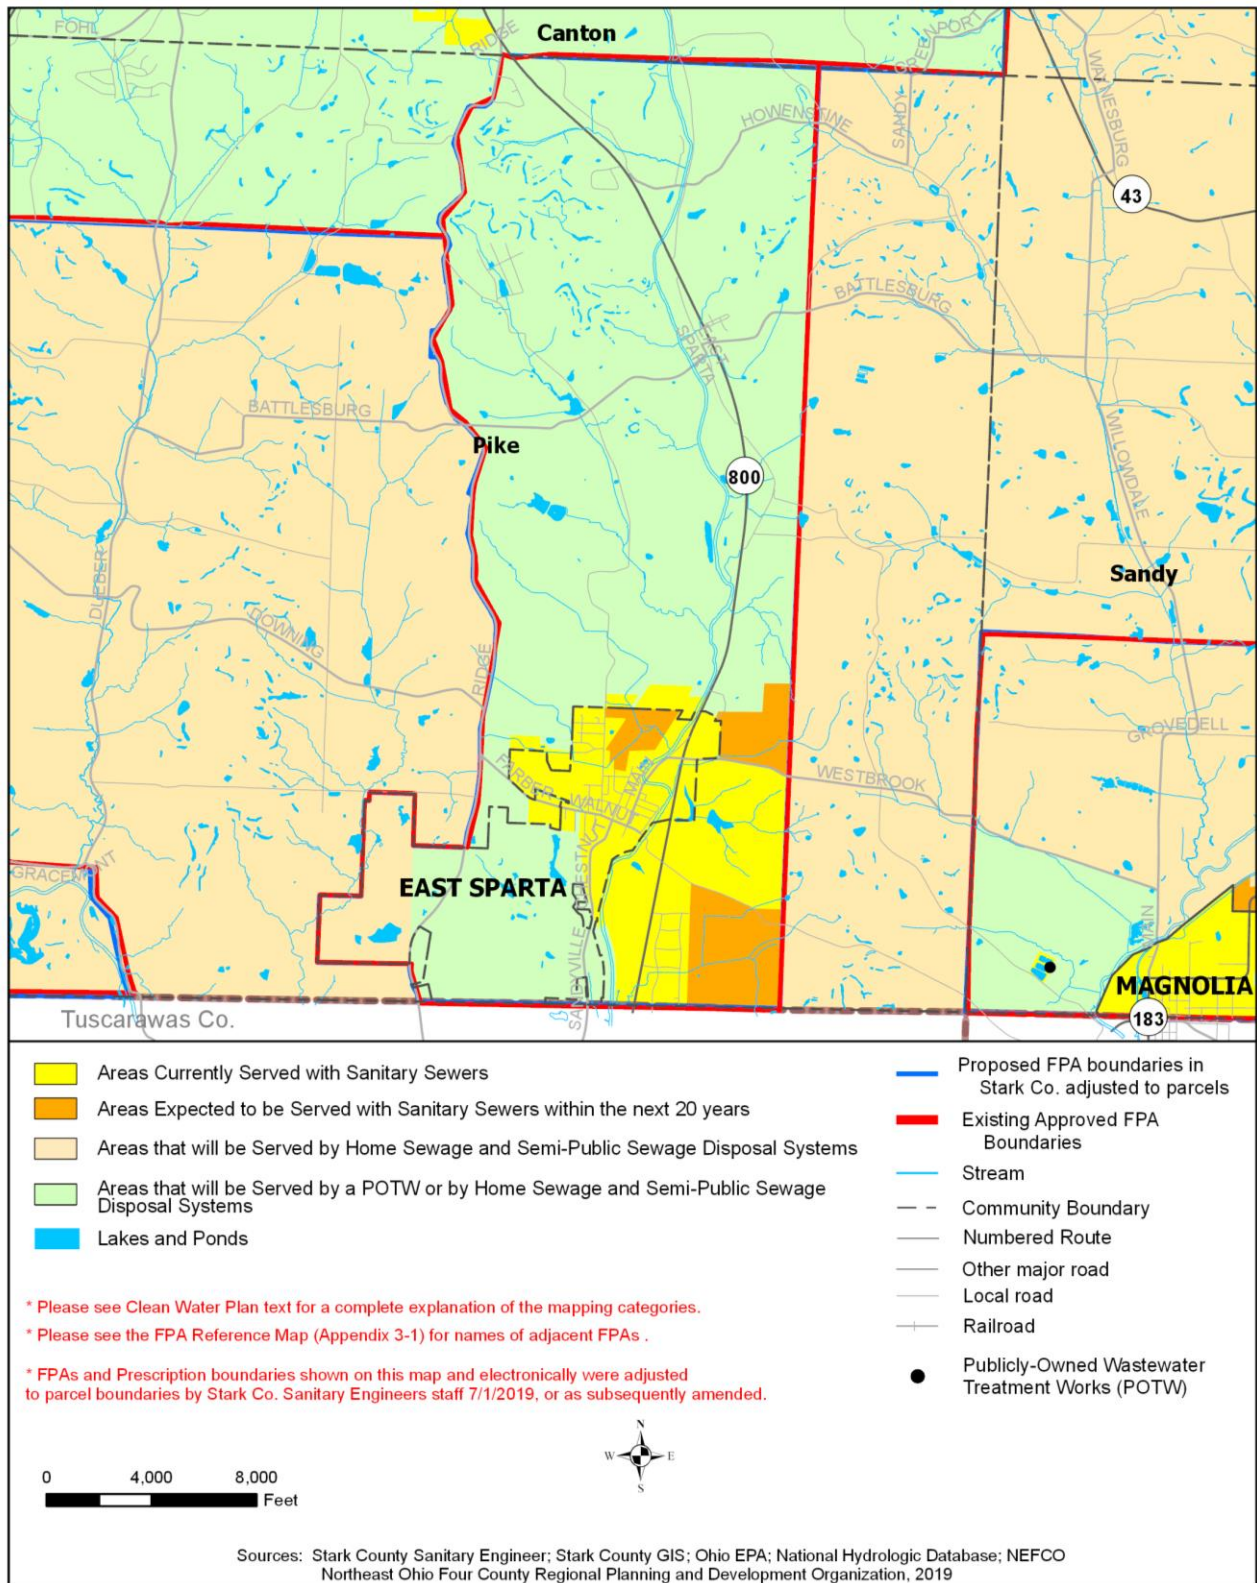 Canton
FOHL
RIDGE
GREENPORT
SANDY
WAYNESBURG
HOWENSTINE
43
BATTLESBURG
EAST
SPARTA
BATTLESBURG
Pike
800
WILLOWDALE
DUEBER
Sandy
DOWNING
RIDGE
GROVEDELL
WESTBROOK
FARBER
WALNUT
MAIN
GRACEMONT
EAST SPARTA
CHESTNUT
SANDYVILLE
MAIN
MAGNOLIA
183
Tuscarawas Co.
Areas Currently Served with Sanitary Sewers
Areas Expected to be Served with Sanitary Sewers within the next 20 years
Areas that will be Served by Home Sewage and Semi-Public Sewage Disposal Systems
Areas that will be Served by a POTW or by Home Sewage and Semi-Public Sewage
Disposal Systems
Lakes and Ponds
Proposed FPA boundaries in
Stark Co. adjusted to parcels
Existing Approved FPA
Boundaries
Stream
Community Boundary
Numbered Route
Other major road
Local road
Railroad
Publicly-Owned Wastewater
Treatment Works (POTW)
* Please see Clean Water Plan text for a complete explanation of the mapping categories.
* Please see the FPA Reference Map (Appendix 3-1) for names of adjacent FPAs .
* FPAs and Prescription boundaries shown on this map and electronically were adjusted
to parcel boundaries by Stark Co. Sanitary Engineers staff 7/1/2019, or as subsequently amended.
N
W E
S
0 4,000 8,000
Feet
Sources: Stark County Sanitary Engineer; Stark County GIS; Ohio EPA; National Hydrologic Database; NEFCO
Northeast Ohio Four County Regional Planning and Development Organization, 2019